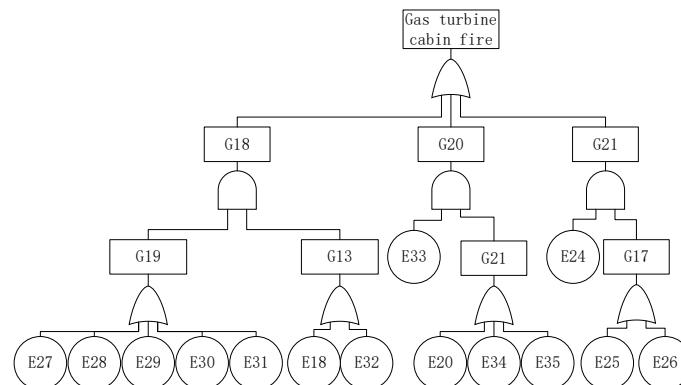 Gas turbine
cabin fire
G18
G20
G21
G19
G13
E33
G21
E24
G17
E27
E28
E29
E30
E31
E18
E32
E20
E34
E35
E25
E26